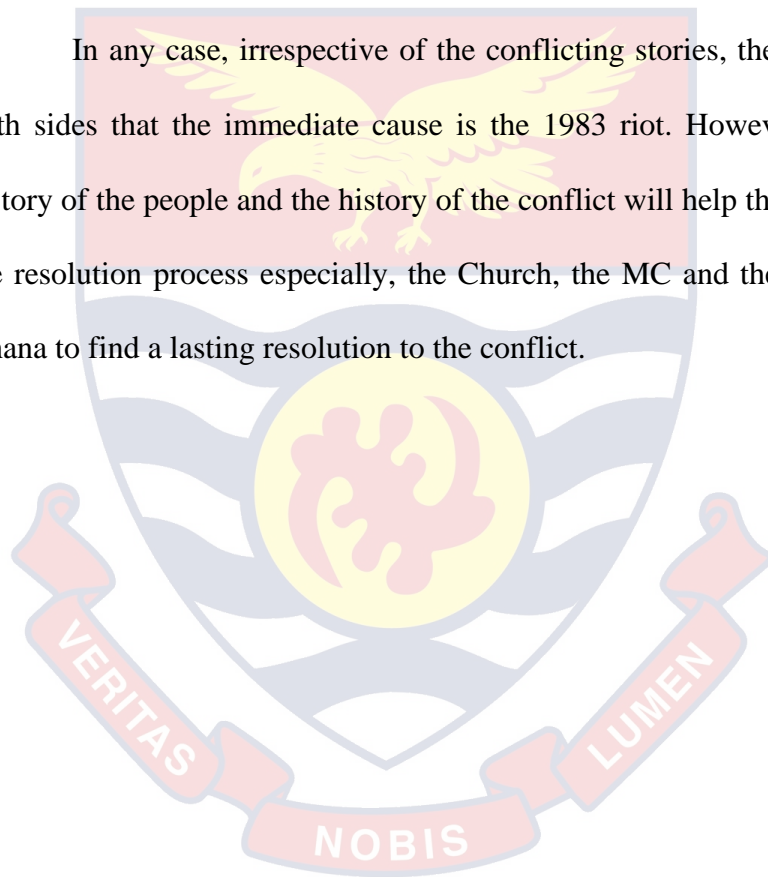 In any case, irrespective of the conflicting stories, the
th sides that the immediate cause is the 1983 riot. Howev
tory of the people and the history of the conflict will help th
e resolution process especially, the Church, the MC and the
ana to find a lasting resolution to the conflict.
VERITAS
NOBIS
LUMEN